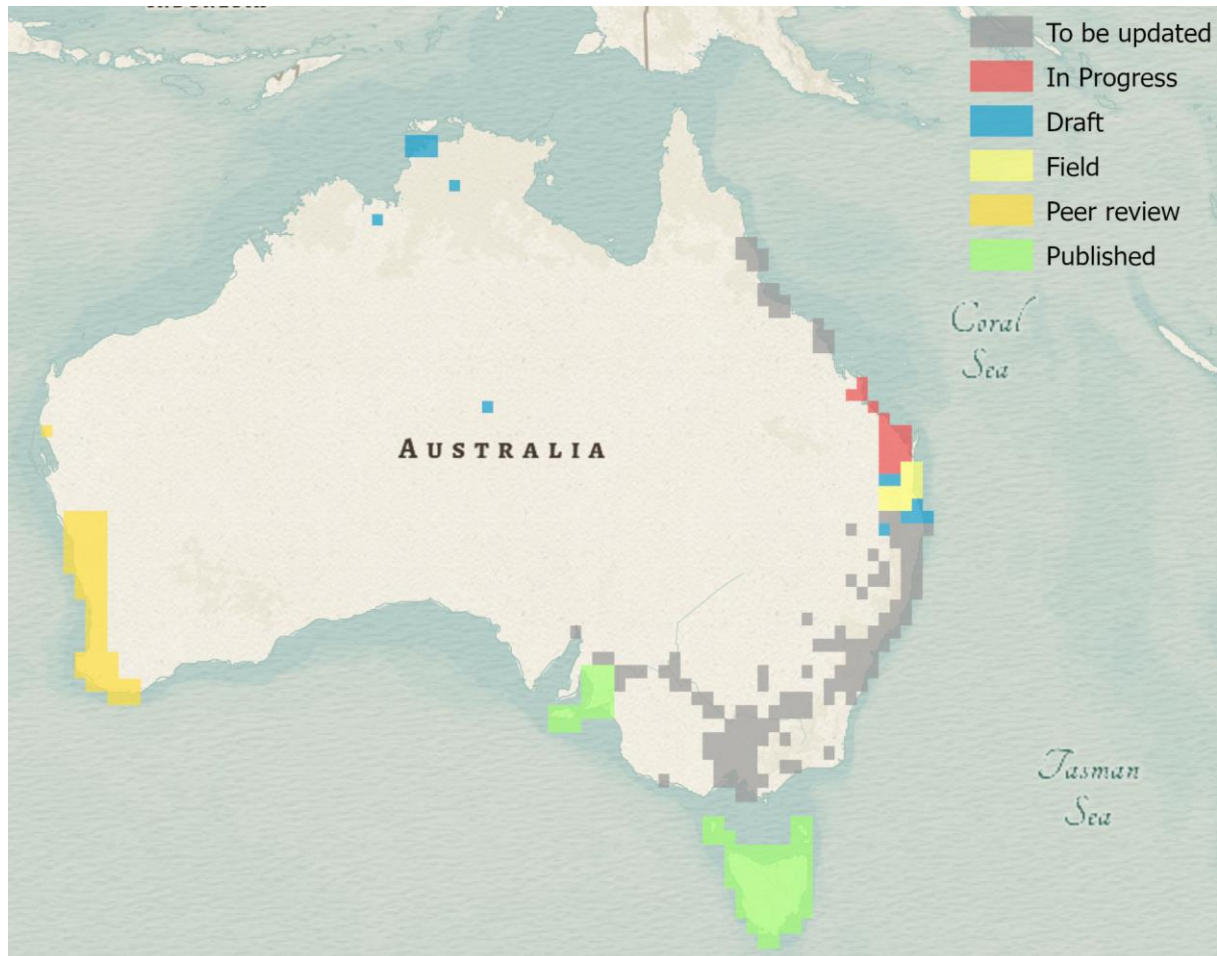 To be updated
In Progress
Draft
Field
Peer review
Published
Coral
Sea
AUSTRALIA
Tasman
Sea